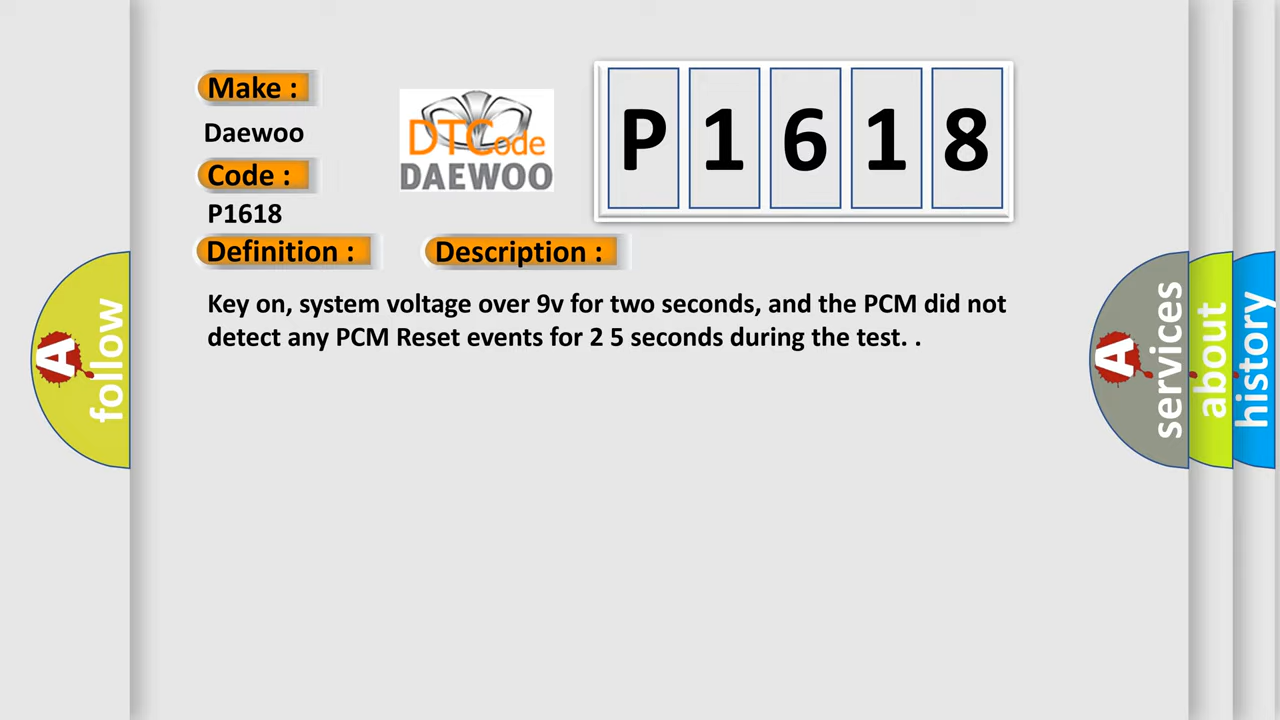 Make :
Daewoo
Code :
P1618
Definition :
Description :
Key on, system voltage over 9v for two seconds, and the PCM did not
detect any PCM Reset events for 2 5 seconds during the test. .
DTCode
DAEWOO
P 1 6 1 8
A follow
A services
about
history